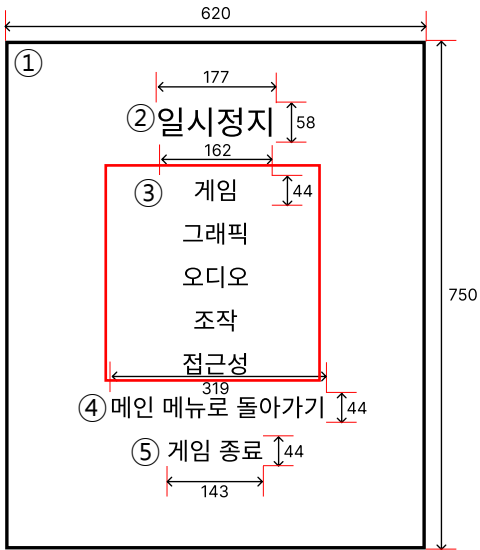 620
①
177
② 일시정지
58
162
③ 게임
44
그래픽
750
오디오
조작
접근성
319
④ 메인 메뉴로 돌아가기
44
⑤ 게임 종료
44
143